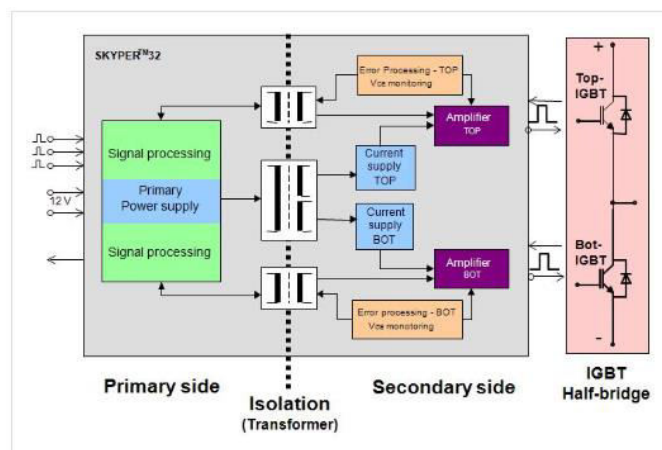 SKYPER™32
Error Processing - TOP
Vce monitoring
Amplifier
TOP
Signal processing
Primary
Power supply
Signal processing
12 V
Current
supply
TOP
Current
supply
BOT
Amplifier
BOT
Error processing - BOT
Vce monitoring
+
Top-
IGBT
Bot-
IGBT
-
Primary side
Isolation
(Transformer)
Secondary side
IGBT
Half-bridge